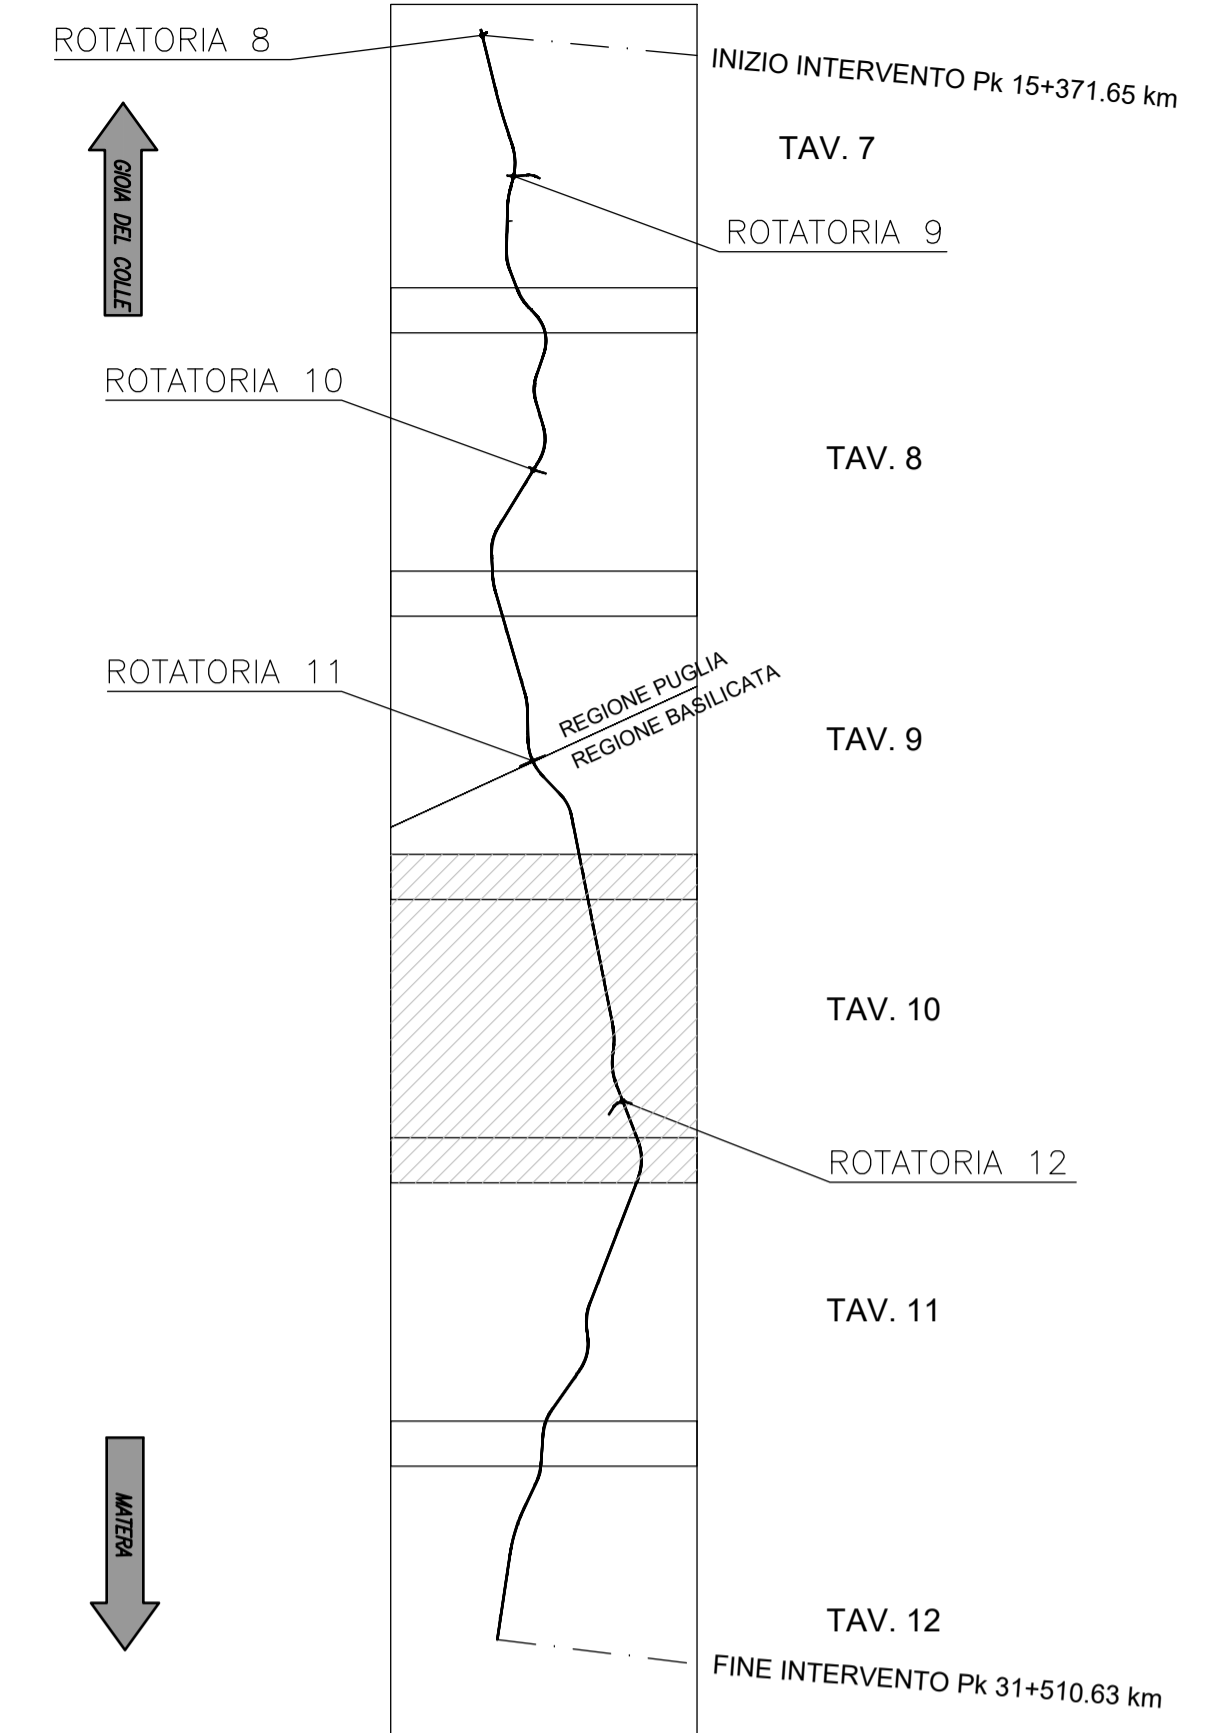 ROTATORIA 8
INIZIO INTERVENTO Pk 15+371.65 km
TAV. 7
GIOIA DEL COLLE
ROTATORIA 9
ROTATORIA 10
TAV. 8
ROTATORIA 11
REGIONE PUGLIA
REGIONE BASILICATA
TAV. 9
TAV. 10
ROTATORIA 12
TAV. 11
MATERA
TAV. 12
FINE INTERVENTO Pk 31+510.63 km